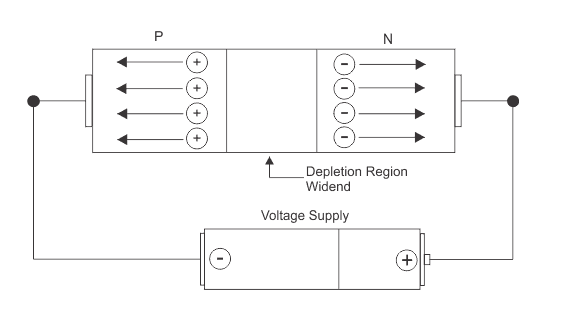 P
N
+
-
+
-
+
-
+
-
Depletion Region
Widend
Voltage Supply
-
+